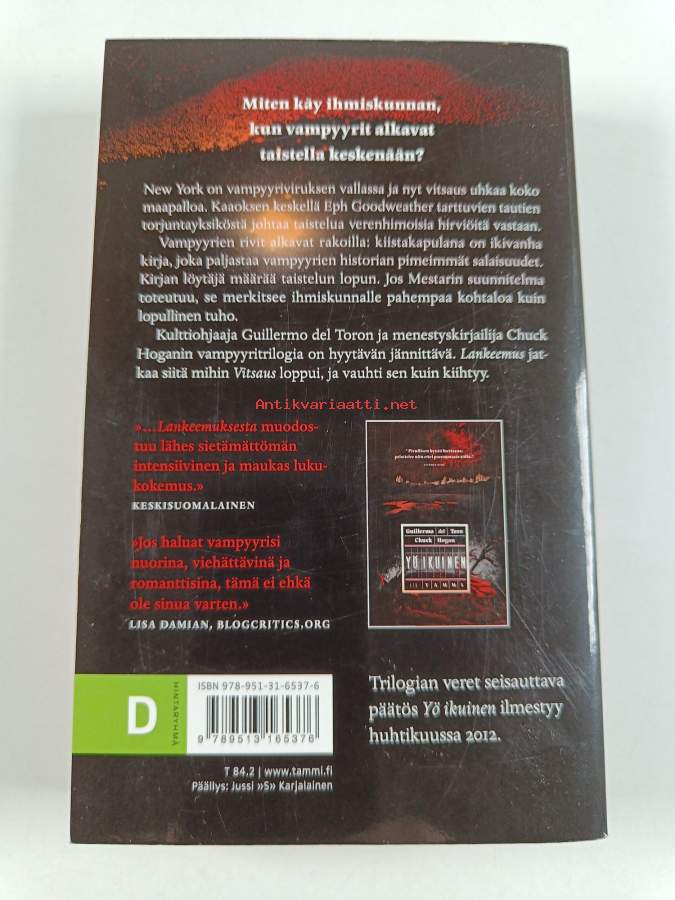 Miten käy ihmiskunnan,
kun vampyyrit alkavat
taistella keskenään?
New York on vampyyriviruksen vallassa ja nyt vitsaus uhkaa koko
maapalloa. Kaaoksen keskellä Eph Goodweather tarttuvien tautien
torjuntayksiköstä johtaa taistelua verenhimoisia hirviöitä vastaan.
Vampyyrien rivit alkavat rakoilla: kiistakapulana on ikivanha
kirja, joka paljastaa vampyyrien historian pimeimmät salaisuudet.
Kirjan löytäjä määrää taistelun lopun. Jos Mestarin suunnitelma
toteutuu, se merkitsee ihmiskunnalle pahempaa kohtaloa kuin
lopullinen tuho.
Kulttiohjaaja Guillermo del Toron ja menestyskirjailija Chuck
Hoganin vampyyritrilogia on hyytävän jännittävä. Lankeemus jat-
kaa siitä mihin Vitsaus loppui, ja vauhti sen kuin kiihtyy.
Antikvariaatti.net
»...Lankeemuksesta muodos-
tuu lähes sietämättömän
intensiivinen ja maukas luku-
kokemus.»
KESKISUOMALAINEN
»Jos haluat vampyyrisi
nuorina, viehättävinä ja
romanttisina, tämä ei ehkä
ole sinua varten.»
LISA DAMIAN, BLOGCRITICS.ORG
Guillermo del Toro
Chuck Hogan
YÖ IKUINEN
TAMMI
Trilogian veret seisauttava
päätös Yö ikuinen ilmestyy
huhtikuussa 2012.
HINTARYHMÄ
D
ISBN 978-951-31-6537-6
9 789513 165376
T 84.2 | www.tammi.fi
Päällys: Jussi »S» Karjalainen